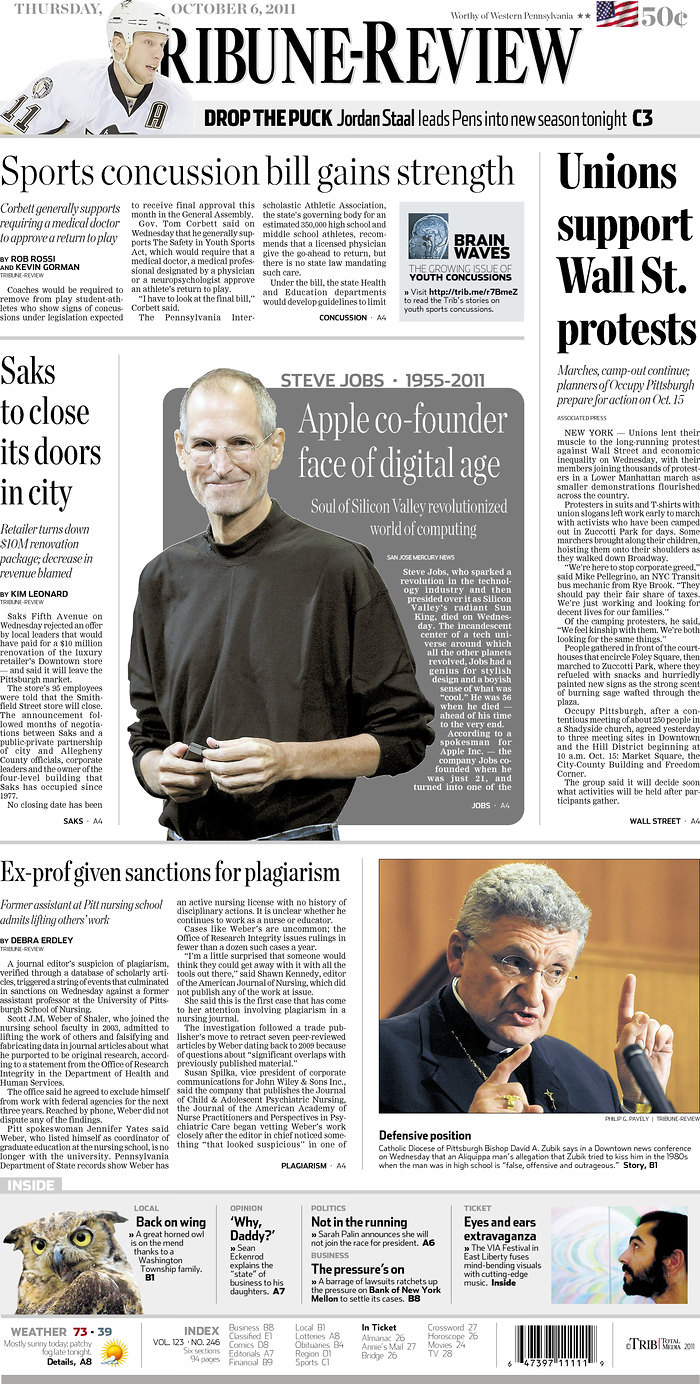 THURSDAY, OCTOBER 6, 2011
Worthy of Western Pennsylvania ★★
50¢
TRIBUNE-REVIEW
11
A
DROP THE PUCK Jordan Staal leads Pens into new season tonight C3
Sports concussion bill gains strength
Corbett generally supports
requiring a medical doctor
to approve a return to play
BY ROB ROSSI
AND KEVIN GORMAN
TRIBUNE-REVIEW
Coaches would be required to
remove from play student-ath-
letes who show signs of concus-
sions under legislation expected
to receive final approval this
month in the General Assembly.
Gov. Tom Corbett said on
Wednesday that he generally sup-
ports The Safety in Youth Sports
Act, which would require that a
medical doctor, a medical profes-
sional designated by a physician
or a neuropsychologist approve
an athlete's return to play.
“I have to look at the final bill,”
Corbett said.
The Pennsylvania Inter-
scholastic Athletic Association,
the state's governing body for an
estimated 350,000 high school and
middle school athletes, recom-
mends that a licensed physician
give the go-ahead to return, but
there is no state law mandating
such care.
Under the bill, the state Health
and Education departments
would develop guidelines to limit
CONCUSSION · A4
BRAIN
WAVES
THE GROWING ISSUE OF
YOUTH CONCUSSIONS
» Visit http://trib.me/r7BmeZ
to read the Trib's stories on
youth sports concussions.
Unions
support
Wall St.
protests
Marches, camp-out continue;
planners of Occupy Pittsburgh
prepare for action on Oct. 15
ASSOCIATED PRESS
NEW YORK — Unions lent their
muscle to the long-running protest
against Wall Street and economic
inequality on Wednesday, with their
members joining thousands of protest-
ers in a Lower Manhattan march as
smaller demonstrations flourished
across the country.
Protesters in suits and T-shirts with
union slogans left work early to march
with activists who have been camped
out in Zuccotti Park for days. Some
marchers brought along their children,
hoisting them onto their shoulders as
they walked down Broadway.
“We're here to stop corporate greed,”
said Mike Pellegrino, an NYC Transit
bus mechanic from Rye Brook. “They
should pay their fair share of taxes.
We're just working and looking for
decent lives for our families.”
Of the camping protesters, he said,
“We feel kinship with them. We're both
looking for the same things.”
People gathered in front of the court-
houses that encircle Foley Square, then
marched to Zuccotti Park, where they
refueled with snacks and hurriedly
painted new signs as the strong scent
of burning sage wafted through the
plaza.
Occupy Pittsburgh, after a con-
tentious meeting of about 250 people in
a Shadyside church, agreed yesterday
to three meeting sites in Downtown
and the Hill District beginning at
10 a.m. Oct. 15: Market Square, the
City-County Building and Freedom
Corner.
The group said it will decide soon
what activities will be held after par-
ticipants gather.
WALL STREET · A4
Saks
to close
its doors
in city
Retailer turns down
$10M renovation
package; decrease in
revenue blamed
BY KIM LEONARD
TRIBUNE-REVIEW
Saks Fifth Avenue on
Wednesday rejected an offer
by local leaders that would
have paid for a $10 million
renovation of the luxury
retailer's Downtown store
— and said it will leave the
Pittsburgh market.
The store's 95 employees
were told that the Smith-
field Street store will close.
The announcement fol-
lowed months of negotia-
tions between Saks and a
public-private partnership
of city and Allegheny
County officials, corporate
leaders and the owner of the
four-level building that
Saks has occupied since
1977.
No closing date has been
SAKS · A4
STEVE JOBS · 1955-2011
Apple co-founder
face of digital age
Soul of Silicon Valley revolutionized
world of computing
SAN JOSE MERCURY NEWS
Steve Jobs, who sparked a
revolution in the technol-
ogy industry and then
presided over it as Silicon
Valley's radiant Sun
King, died on Wednes-
day. The incandescent
center of a tech uni-
verse around which
all the other planets
revolved, Jobs had a
genius for stylish
design and a boyish
sense of what was
“cool.” He was 56
when he died —
ahead of his time
to the very end.
According to a
spokesman for
Apple Inc. — the
company Jobs co-
founded when he
was just 21, and
turned into one of the
JOBS · A4
Ex-prof given sanctions for plagiarism
Former assistant at Pitt nursing school
admits lifting others' work
BY DEBRA ERDLEY
TRIBUNE-REVIEW
A journal editor's suspicion of plagiarism,
verified through a database of scholarly arti-
cles, triggered a string of events that culminated
in sanctions on Wednesday against a former
assistant professor at the University of Pitts-
burgh School of Nursing.
Scott J.M. Weber of Shaler, who joined the
nursing school faculty in 2003, admitted to
lifting the work of others and falsifying and
fabricating data in journal articles about what
he purported to be original research, accord-
ing to a statement from the Office of Research
Integrity in the Department of Health and
Human Services.
The office said he agreed to exclude himself
from work with federal agencies for the next
three years. Reached by phone, Weber did not
dispute any of the findings.
Pitt spokeswoman Jennifer Yates said
Weber, who listed himself as coordinator of
graduate education at the nursing school, is no
longer with the university. Pennsylvania
Department of State records show Weber has
an active nursing license with no history of
disciplinary actions. It is unclear whether he
continues to work as a nurse or educator.
Cases like Weber's are uncommon; the
Office of Research Integrity issues rulings in
fewer than a dozen such cases a year.
“I'm a little surprised that someone would
think they could get away with it with all the
tools out there,” said Shawn Kennedy, editor
of the American Journal of Nursing, which did
not publish any of the work at issue.
She said this is the first case that has come
to her attention involving plagiarism in a
nursing journal.
The investigation followed a trade pub-
lisher's move to retract seven peer-reviewed
articles by Weber dating back to 2009 because
of questions about “significant overlaps with
previously published material.”
Susan Spilka, vice president of corporate
communications for John Wiley & Sons Inc.,
said the company that publishes the Journal
of Child & Adolescent Psychiatric Nursing,
the Journal of the American Academy of
Nurse Practitioners and Perspectives in Psy-
chiatric Care began vetting Weber's work
closely after the editor in chief noticed some-
thing “that looked suspicious” in one of
PLAGIARISM · A4
PHILIP G. PAVELY | TRIBUNE-REVIEW
Defensive position
Catholic Diocese of Pittsburgh Bishop David A. Zubik says in a Downtown news conference
on Wednesday that an Aliquippa man's allegation that Zubik tried to kiss him in the 1980s
when the man was in high school is “false, offensive and outrageous.” Story, B1
INSIDE
LOCAL
Back on wing
» A great horned owl
is on the mend
thanks to a
Washington
Township family.
B1
OPINION
‘Why,
Daddy?’
» Sean
Eckenrod
explains the
“state” of
business to his
daughters. A7
POLITICS
Not in the running
» Sarah Palin announces she will
not join the race for president. A6
BUSINESS
The pressure's on
» A barrage of lawsuits ratchets up
the pressure on Bank of New York
Mellon to settle its cases. B8
TICKET
Eyes and ears
extravaganza
» The VIA Festival in
East Liberty fuses
mind-bending visuals
with cutting-edge
music. Inside
WEATHER 73 • 39
Mostly sunny today; patchy
fog late tonight.
Details, A8
INDEX
VOL. 123 · NO. 246
Six sections
94 pages
Business B8
Classified E1
Comics D8
Editorials A7
Financial B9
Local B1
Lotteries A8
Obituaries B4
Region D1
Sports C1
In Ticket
Almanac 26
Annie's Mail 27
Bridge 26
Crossword 27
Horoscope 26
Movies 24
TV 28
6 47397 11111 9
©TRIB TOTAL MEDIA 2011